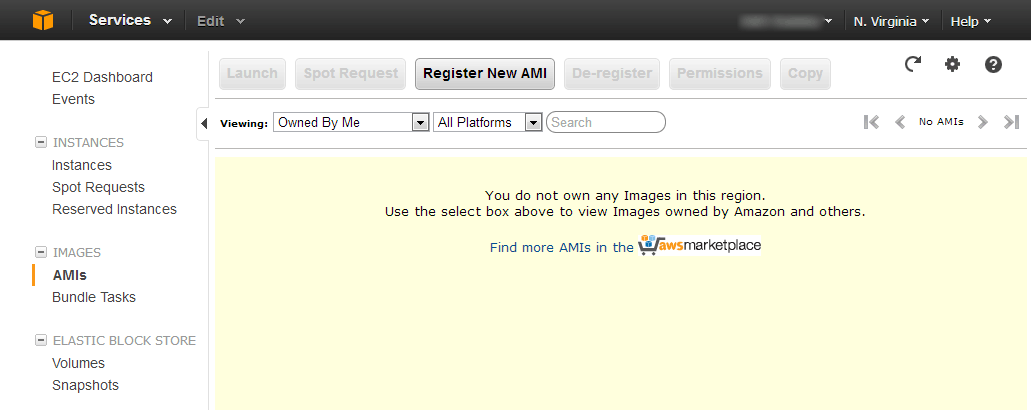 Services Edit N. Virginia Help
EC2 Dashboard
Events
INSTANCES
Instances
Spot Requests
Reserved Instances
IMAGES
AMIs
Bundle Tasks
ELASTIC BLOCK STORE
Volumes
Snapshots
Launch Spot Request Register New AMI De-register Permissions Copy
Viewing: Owned By Me All Platforms Search No AMIs
You do not own any Images in this region.
Use the select box above to view Images owned by Amazon and others.
Find more AMIs in the awsmarketplace